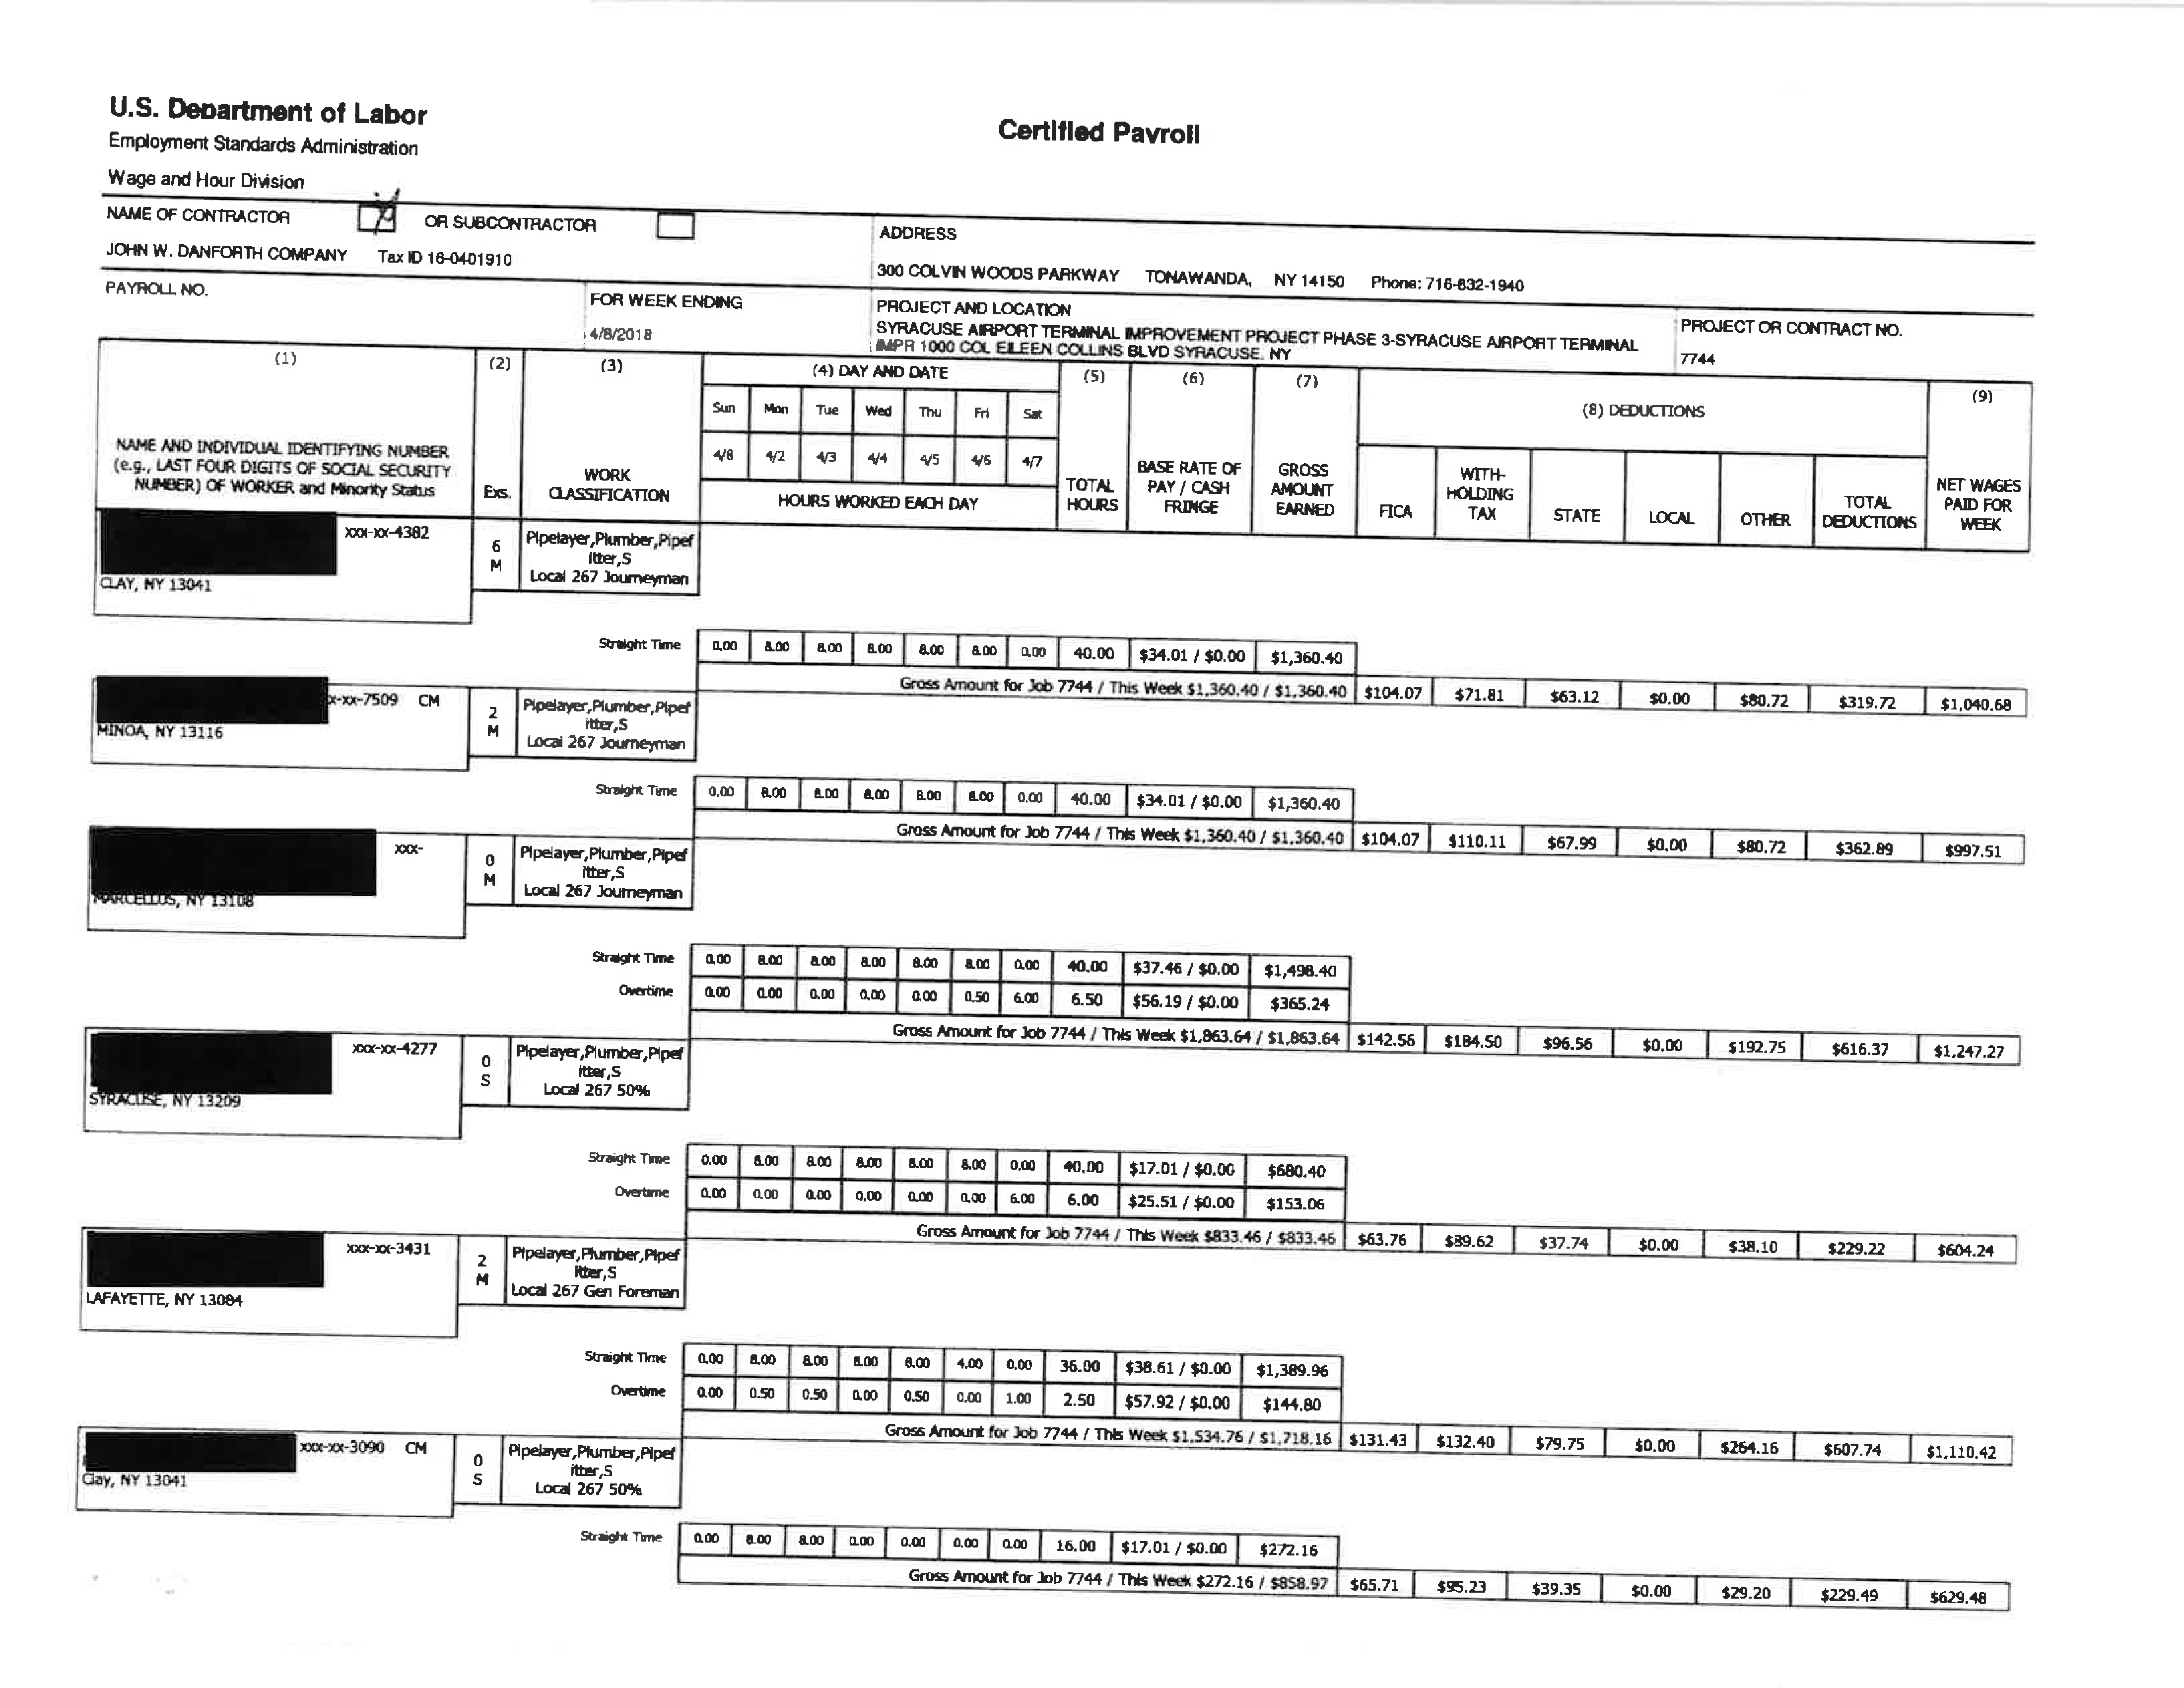 U.S. Department of Labor
Employment Standards Administration
Wage and Hour Division
Certified Payroll
NAME OF CONTRACTOR OR SUBCONTRACTOR
JOHN W. DANFORTH COMPANY Tax ID 16-0401910
ADDRESS
300 COLVIN WOODS PARKWAY TONAWANDA, NY 14150 Phone: 716-832-1940
PAYROLL NO.
FOR WEEK ENDING
4/8/2018
PROJECT AND LOCATION
SYRACUSE AIRPORT TERMINAL IMPROVEMENT PROJECT PHASE 3-SYRACUSE AIRPORT TERMINAL
IMPR 1000 COL EILEEN COLLINS BLVD SYRACUSE, NY
PROJECT OR CONTRACT NO.
7744
(1)
NAME AND INDIVIDUAL IDENTIFYING NUMBER
(e.g., LAST FOUR DIGITS OF SOCIAL SECURITY
NUMBER) OF WORKER and Minority Status
(2)
Exs.
(3)
WORK
CLASSIFICATION
(4) DAY AND DATE
Sun Mon Tue Wed Thu Fri Sat
4/8 4/2 4/3 4/4 4/5 4/6 4/7
HOURS WORKED EACH DAY
(5)
TOTAL
HOURS
(6)
BASE RATE OF
PAY / CASH
FRINGE
(7)
GROSS
AMOUNT
EARNED
(8) DEDUCTIONS
FICA
WITH-
HOLDING
TAX
STATE
LOCAL
OTHER
TOTAL
DEDUCTIONS
(9)
NET WAGES
PAID FOR
WEEK
xxx-xx-4382
CLAY, NY 13041
6
M
Pipelayer,Plumber,Pipef
itter,S
Local 267 Journeyman
Straight Time 0.00 8.00 8.00 8.00 8.00 8.00 0.00 40.00 $34.01 / $0.00 $1,360.40
Gross Amount for Job 7744 / This Week $1,360.40 / $1,360.40 $104.07 $71.81 $63.12 $0.00 $80.72 $319.72 $1,040.68
x-xx-7509 CM
MINOA, NY 13116
2
M
Pipelayer,Plumber,Pipef
itter,S
Local 267 Journeyman
Straight Time 0.00 8.00 8.00 8.00 8.00 8.00 0.00 40.00 $34.01 / $0.00 $1,360.40
Gross Amount for Job 7744 / This Week $1,360.40 / $1,360.40 $104.07 $110.11 $67.99 $0.00 $80.72 $362.89 $997.51
xxx-
MARCELLUS, NY 13108
0
M
Pipelayer,Plumber,Pipef
itter,S
Local 267 Journeyman
Straight Time 0.00 8.00 8.00 8.00 8.00 8.00 0.00 40.00 $37.46 / $0.00 $1,498.40
Overtime 0.00 0.00 0.00 0.00 0.00 0.50 6.00 6.50 $56.19 / $0.00 $365.24
Gross Amount for Job 7744 / This Week $1,863.64 / $1,863.64 $142.56 $184.50 $96.56 $0.00 $192.75 $616.37 $1,247.27
xxx-xx-4277
SYRACUSE, NY 13209
0
S
Pipelayer,Plumber,Pipef
itter,S
Local 267 50%
Straight Time 0.00 8.00 8.00 8.00 8.00 8.00 0.00 40.00 $17.01 / $0.00 $680.40
Overtime 0.00 0.00 0.00 0.00 0.00 0.00 6.00 6.00 $25.51 / $0.00 $153.06
Gross Amount for Job 7744 / This Week $833.46 / $833.46 $63.76 $89.62 $37.74 $0.00 $38.10 $229.22 $604.24
xxx-xx-3431
LAFAYETTE, NY 13084
2
M
Pipelayer,Plumber,Pipef
itter,S
Local 267 Gen Foreman
Straight Time 0.00 8.00 8.00 8.00 8.00 4.00 0.00 36.00 $38.61 / $0.00 $1,389.96
Overtime 0.00 0.50 0.50 0.00 0.50 0.00 1.00 2.50 $57.92 / $0.00 $144.80
Gross Amount for Job 7744 / This Week $1,534.76 / $1,718.16 $131.43 $132.40 $79.75 $0.00 $264.16 $607.74 $1,110.42
xxx-xx-3090 CM
Clay, NY 13041
0
S
Pipelayer,Plumber,Pipef
itter,S
Local 267 50%
Straight Time 0.00 8.00 8.00 0.00 0.00 0.00 0.00 16.00 $17.01 / $0.00 $272.16
Gross Amount for Job 7744 / This Week $272.16 / $858.97 $65.71 $95.23 $39.35 $0.00 $29.20 $229.49 $629.48